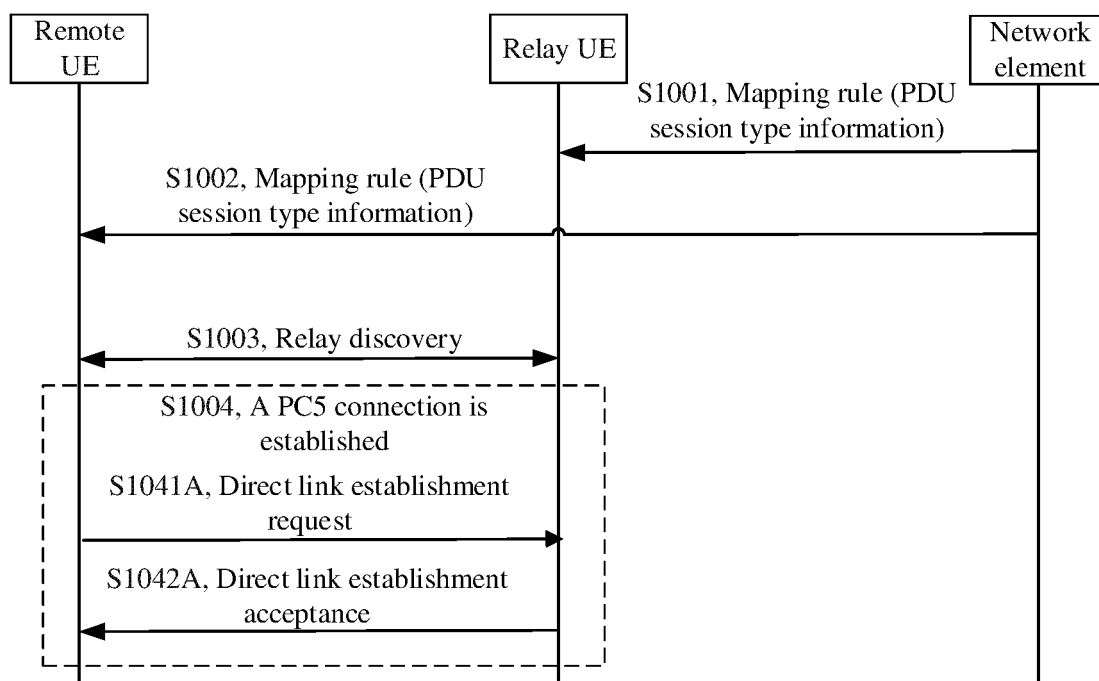 Remote
UE
Relay UE
Network
element
S1001, Mapping rule (PDU
session type information)
S1002, Mapping rule (PDU
session type information)
S1003, Relay discovery
S1004, A PC5 connection is
established
S1041A, Direct link establishment
request
S1042A, Direct link establishment
acceptance